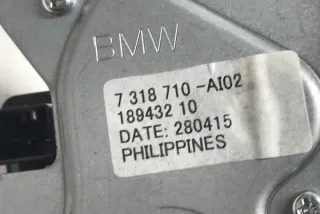 BMW
7 318 710 -AI02
189432 10
DATE: 280415
PHILIPPINES